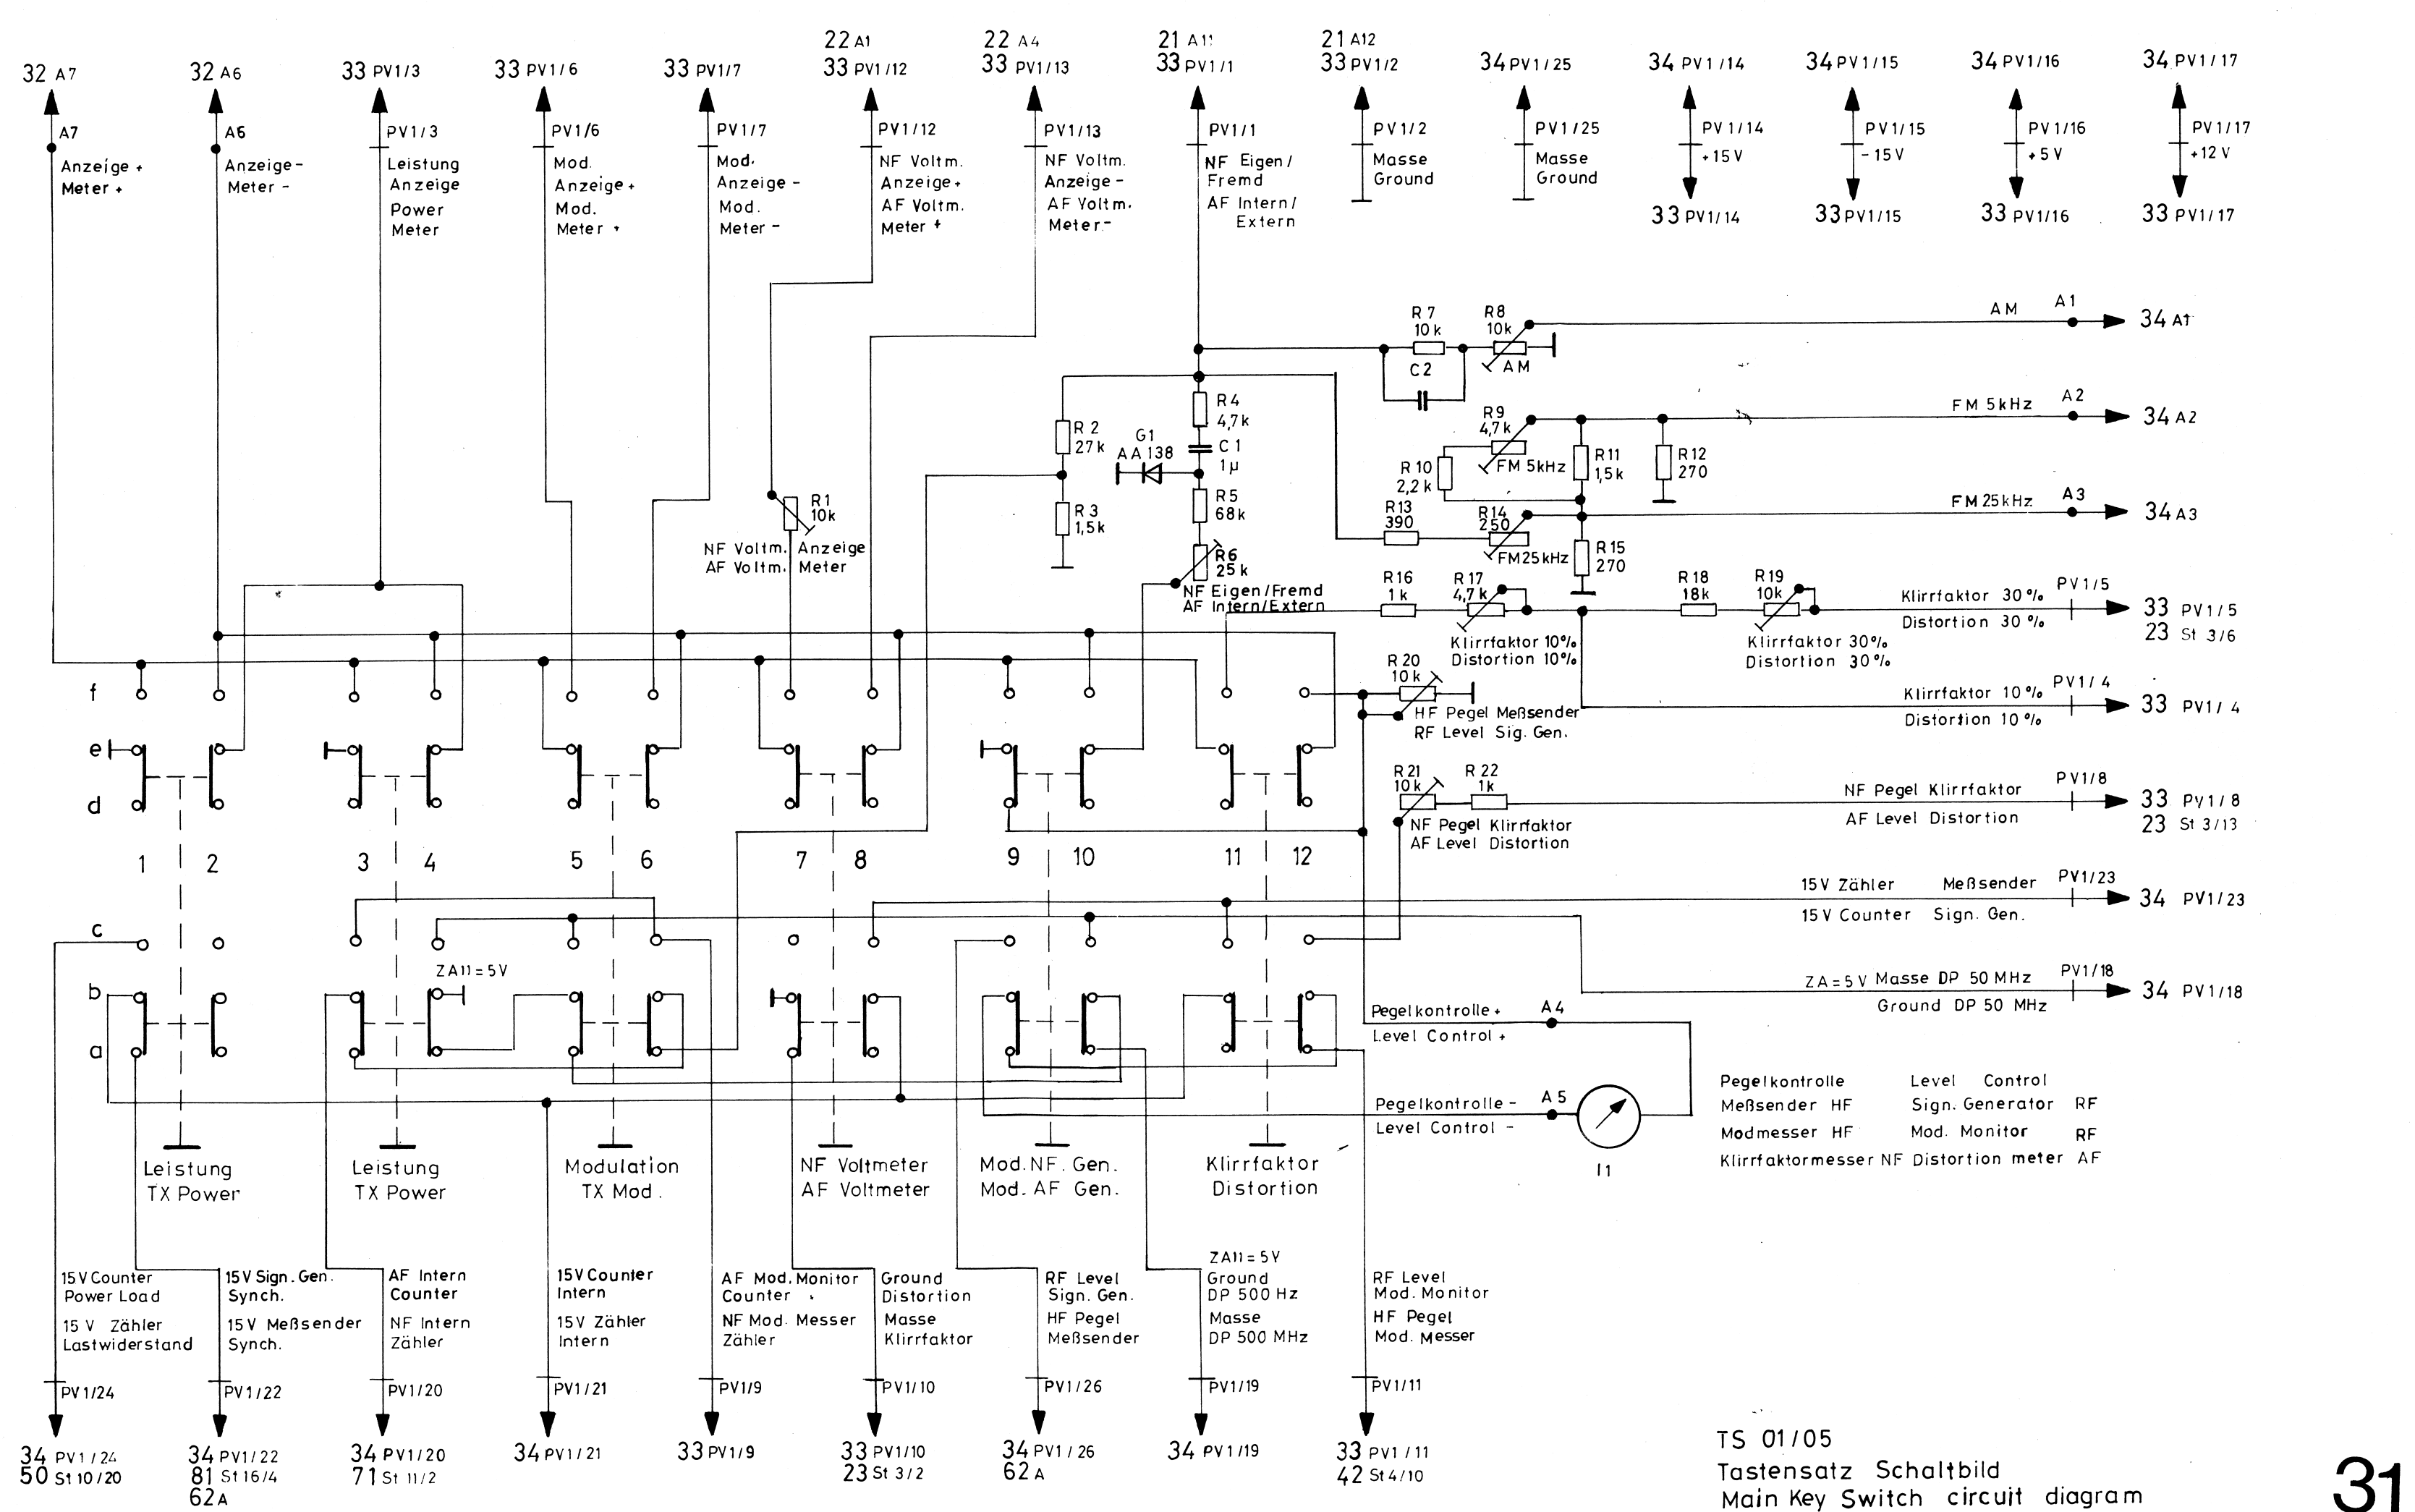 22 A1
22 A4
21 A11
21 A12
32 A7
32 A6
33 PV1/3
33 PV1/6
33 PV1/7
33 PV1/12
33 PV1/13
33 PV1/1
33 PV1/2
34 PV1/25
34 PV1/14
34 PV1/15
34 PV1/16
34 PV1/17
A7
Anzeige +
Meter +
A6
Anzeige -
Meter -
PV1/3
Leistung
Anzeige
Power
Meter
PV1/6
Mod.
Anzeige +
Mod.
Meter +
PV1/7
Mod.
Anzeige -
Mod.
Meter -
PV1/12
NF Voltm.
Anzeige +
AF Voltm.
Meter +
PV1/13
NF Voltm.
Anzeige -
AF Voltm.
Meter -
PV1/1
NF Eigen/
Fremd
AF Intern/
Extern
PV1/2
Masse
Ground
PV1/25
Masse
Ground
PV1/14
+15V
33 PV1/14
PV1/15
-15V
33 PV1/15
PV1/16
+5V
33 PV1/16
PV1/17
+12V
33 PV1/17
R7
10k
C2
R8
10k
AM
AM
A1
34 A1
R2
27k
R3
1,5k
R4
4,7k
C1
1µ
G1
AA138
R5
68k
R6
25k
NF Eigen/Fremd
AF Intern/Extern
R1
10k
NF Voltm. Anzeige
AF Voltm. Meter
R9
4,7k
FM 5kHz
R10
2,2k
R11
1,5k
R12
270
FM 5kHz
A2
34 A2
R13
390
R14
250
FM25kHz
R15
270
FM25kHz
A3
34 A3
R16
1k
R17
4,7k
Klirrfaktor 10%
Distortion 10%
R18
18k
R19
10k
Klirrfaktor 30%
Distortion 30%
Klirrfaktor 30%
Distortion 30%
PV1/5
33 PV1/5
23 St 3/6
R20
10k
HF Pegel Meßsender
RF Level Sig. Gen.
Klirrfaktor 10%
Distortion 10%
PV1/4
33 PV1/4
R21
10k
R22
1k
NF Pegel Klirrfaktor
AF Level Distortion
NF Pegel Klirrfaktor
AF Level Distortion
PV1/8
33 PV1/8
23 St 3/13
f
e
d
1 2 3 4 5 6 7 8 9 10 11 12
c
b
a
ZA11=5V
15V Zähler Meßsender
15V Counter Sign. Gen.
PV1/23
34 PV1/23
ZA=5V Masse DP 50 MHz
Ground DP 50 MHz
PV1/18
34 PV1/18
Pegelkontrolle +
Level Control +
A4
Pegelkontrolle -
Level Control -
A5
I1
Pegelkontrolle Level Control
Meßsender HF Sign. Generator RF
Modmesser HF Mod. Monitor RF
Klirrfaktormesser NF Distortion meter AF
Leistung
TX Power
Leistung
TX Power
Modulation
TX Mod.
NF Voltmeter
AF Voltmeter
Mod. NF. Gen.
Mod. AF Gen.
Klirrfaktor
Distortion
15V Counter
Power Load
15 V Zähler
Lastwiderstand
PV1/24
34 PV1/24
50 St 10/20
15V Sign. Gen.
Synch.
15V Meßsender
Synch.
PV1/22
34 PV1/22
81 St 16/4
62A
AF Intern
Counter
NF Intern
Zähler
PV1/20
34 PV1/20
71 St 11/2
15V Counter
Intern
15V Zähler
Intern
PV1/21
34 PV1/21
AF Mod. Monitor
Counter
NF Mod. Messer
Zähler
PV1/9
33 PV1/9
Ground
Distortion
Masse
Klirrfaktor
PV1/10
33 PV1/10
23 St 3/2
RF Level
Sign. Gen.
HF Pegel
Meßsender
PV1/26
34 PV1/26
62 A
ZA11=5V
Ground
DP 500 Hz
Masse
DP 500 MHz
PV1/19
34 PV1/19
RF Level
Mod. Monitor
HF Pegel
Mod. Messer
PV1/11
33 PV1/11
42 St 4/10
TS 01/05
Tastensatz Schaltbild
Main Key Switch circuit diagram
31